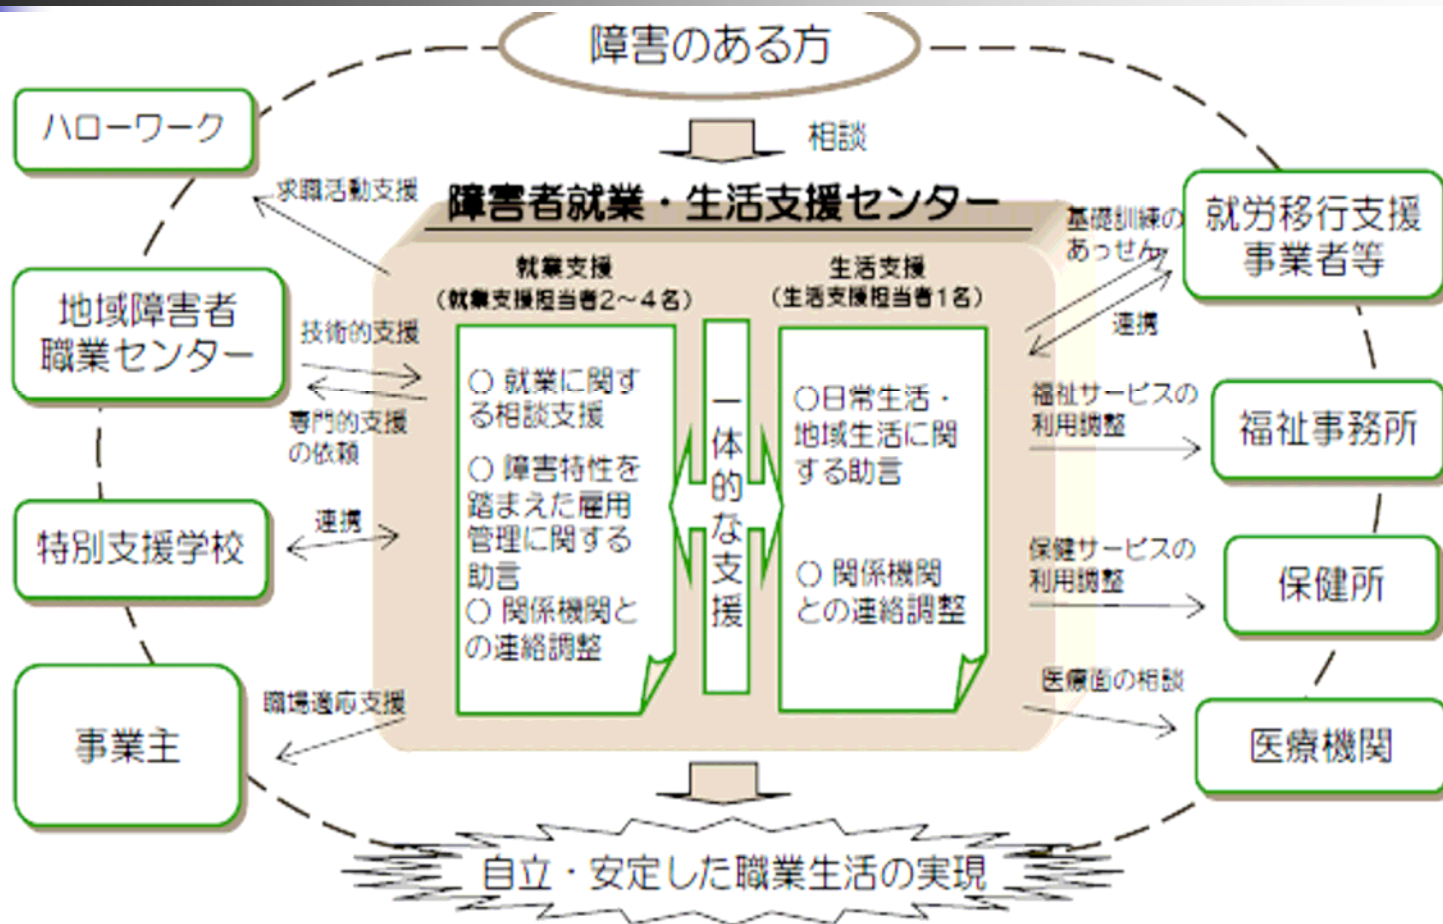 障害のある方
相談
ハローワーク
求職活動支援
地域障害者
職業センター
技術的支援
専門的支援
の依頼
特別支援学校
連携
事業主
職場適応支援
障害者就業・生活支援センター
就業支援
（就業支援担当者2～4名）
○ 就業に関す
る相談支援
○ 障害特性を
踏まえた雇用
管理に関する
助言
○ 関係機関と
の連絡調整
一体的な支援
生活支援
（生活支援担当者1名）
○日常生活・
地域生活に関
する助言
○ 関係機関
との連絡調整
基礎訓練の
あっせん
連携
就労移行支援
事業者等
福祉サービスの
利用調整
福祉事務所
保健サービスの
利用調整
保健所
医療面の相談
医療機関
自立・安定した職業生活の実現